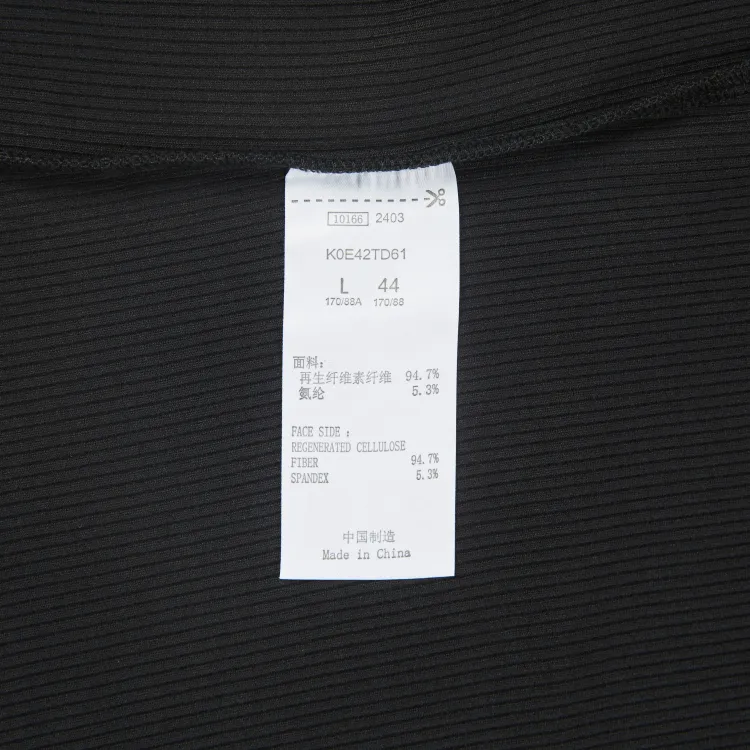 10166 2403
K0E42TD61
L 44
170/88A 170/88
面料:
再生纤维素纤维 94.7%
氨纶 5.3%
FACE SIDE :
REGENERATED CELLULOSE
FIBER 94.7%
SPANDEX 5.3%
中国制造
Made in China